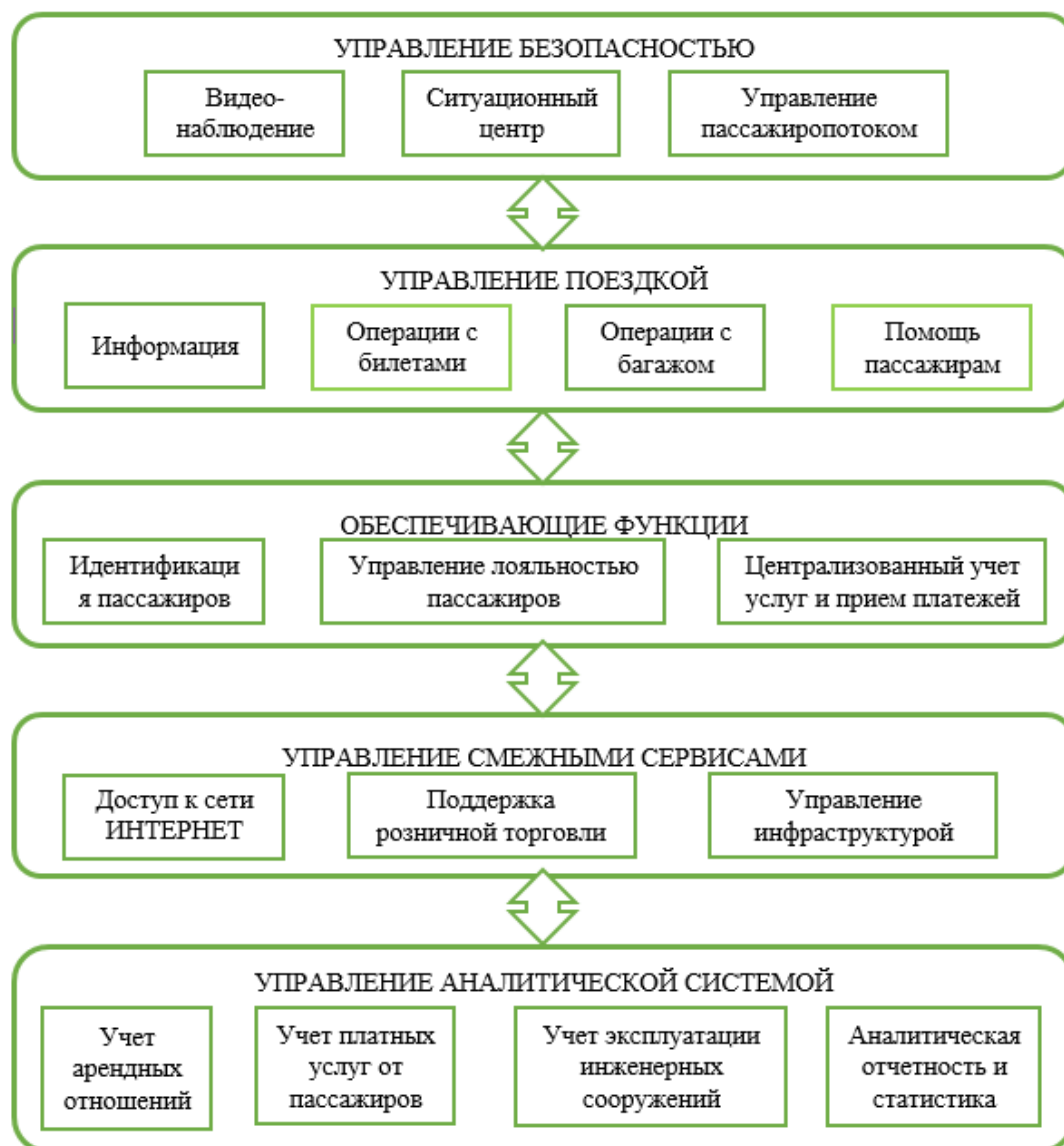 УПРАВЛЕНИЕ БЕЗОПАСНОСТЬЮ
Видео-
наблюдение
Ситуационный
центр
Управление
пассажиропотоком
УПРАВЛЕНИЕ ПОЕЗДКОЙ
Информация
Операции с
билетами
Операции с
багажом
Помощь
пассажирам
ОБЕСПЕЧИВАЮЩИЕ ФУНКЦИИ
Идентификаци
я пассажиров
Управление лояльностью
пассажиров
Централизованный учет
услуг и прием платежей
УПРАВЛЕНИЕ СМЕЖНЫМИ СЕРВИСАМИ
Доступ к сети
ИНТЕРНЕТ
Поддержка
розничной торговли
Управление
инфраструктурой
УПРАВЛЕНИЕ АНАЛИТИЧЕСКОЙ СИСТЕМОЙ
Учет
арендных
отношений
Учет платных
услуг от
пассажиров
Учет эксплуатации
инженерных
сооружений
Аналитическая
отчетность и
статистика